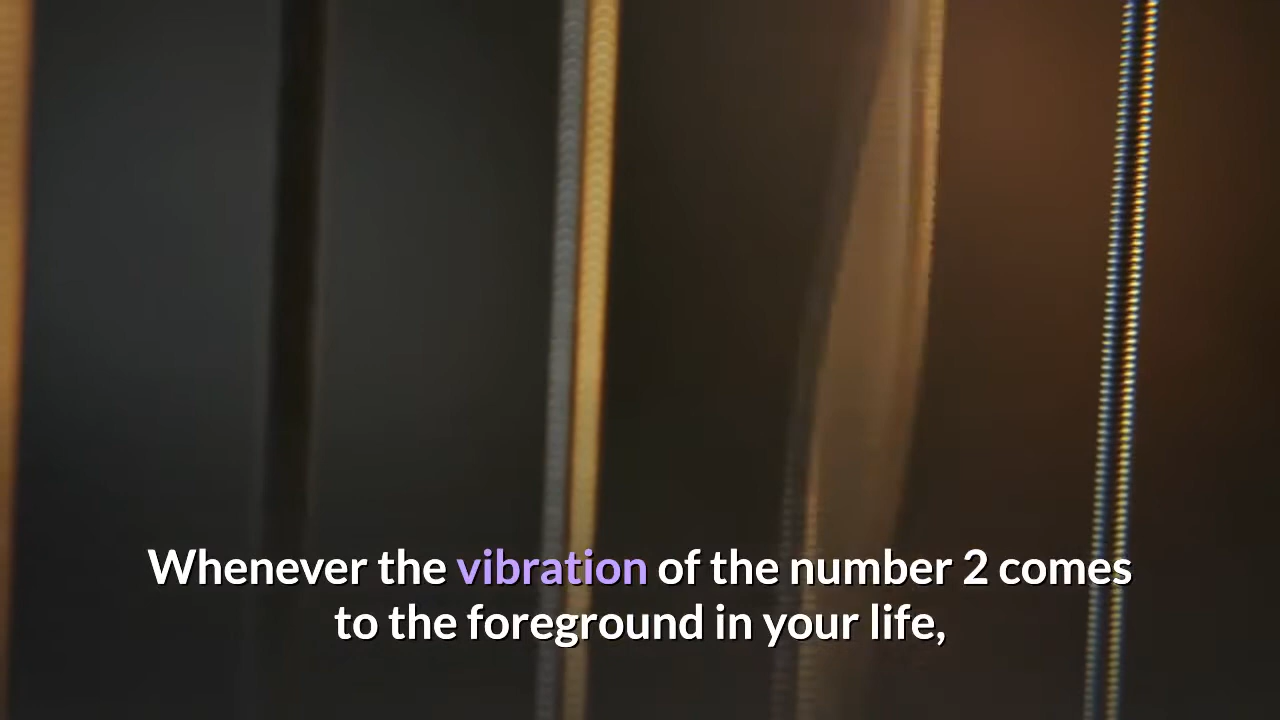 Whenever the vibration of the number 2 comes
to the foreground in your life,